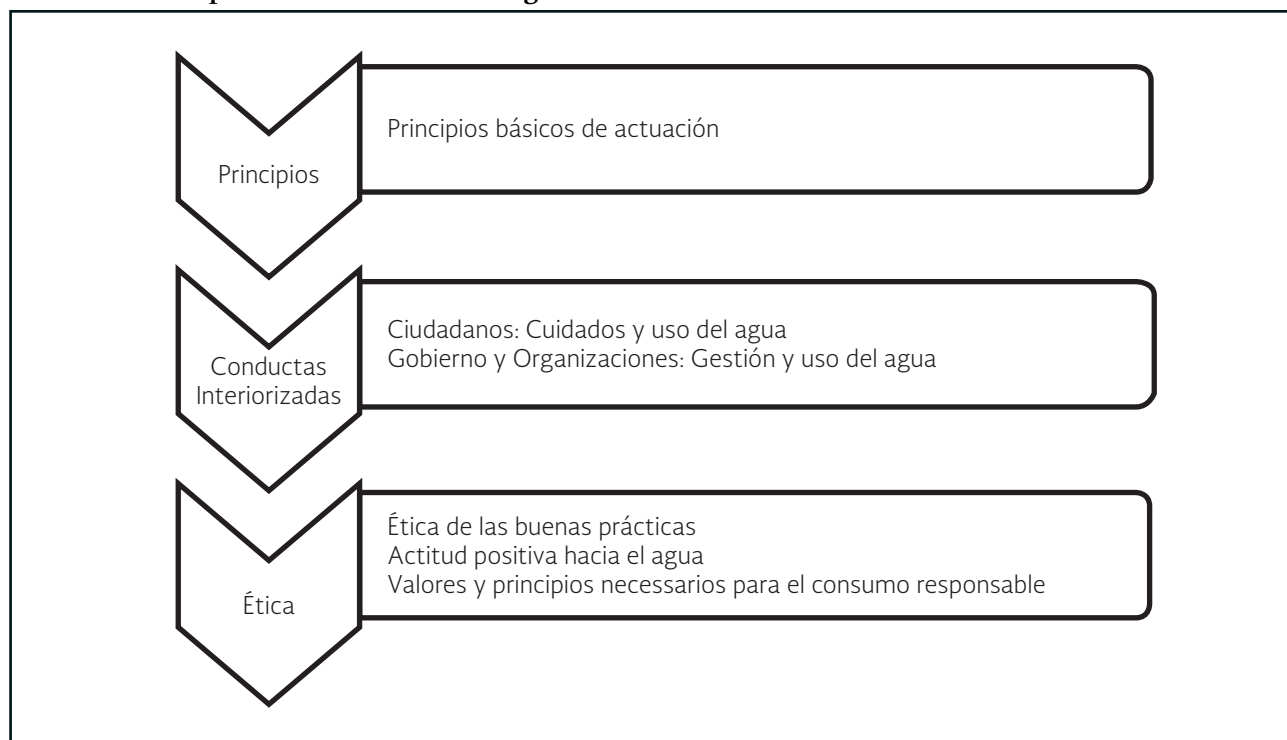 Principios
Principios básicos de actuación
Conductas
Interiorizadas
Ciudadanos: Cuidados y uso del agua
Gobierno y Organizaciones: Gestión y uso del agua
Ética
Ética de las buenas prácticas
Actitud positiva hacia el agua
Valores y principios necessarios para el consumo responsable